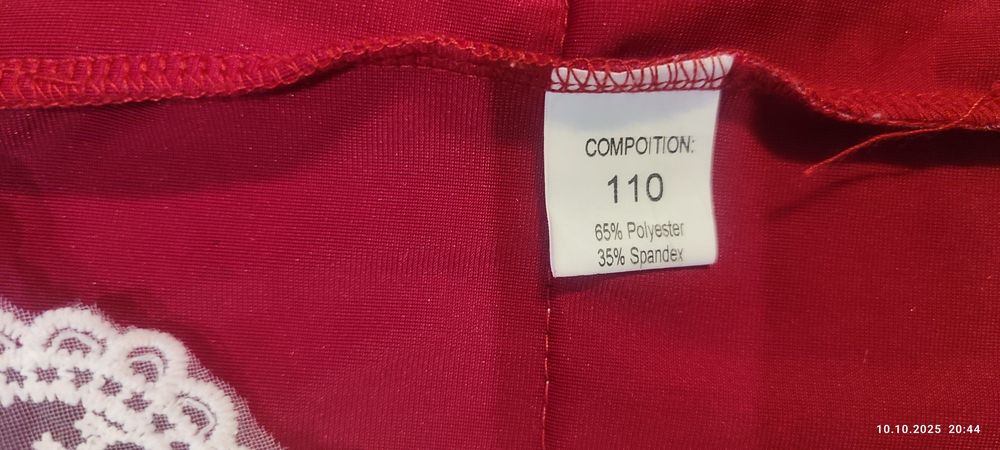 COMPOITION:
110
65% Polyester
35% Spandex
10.10.2025 20:44